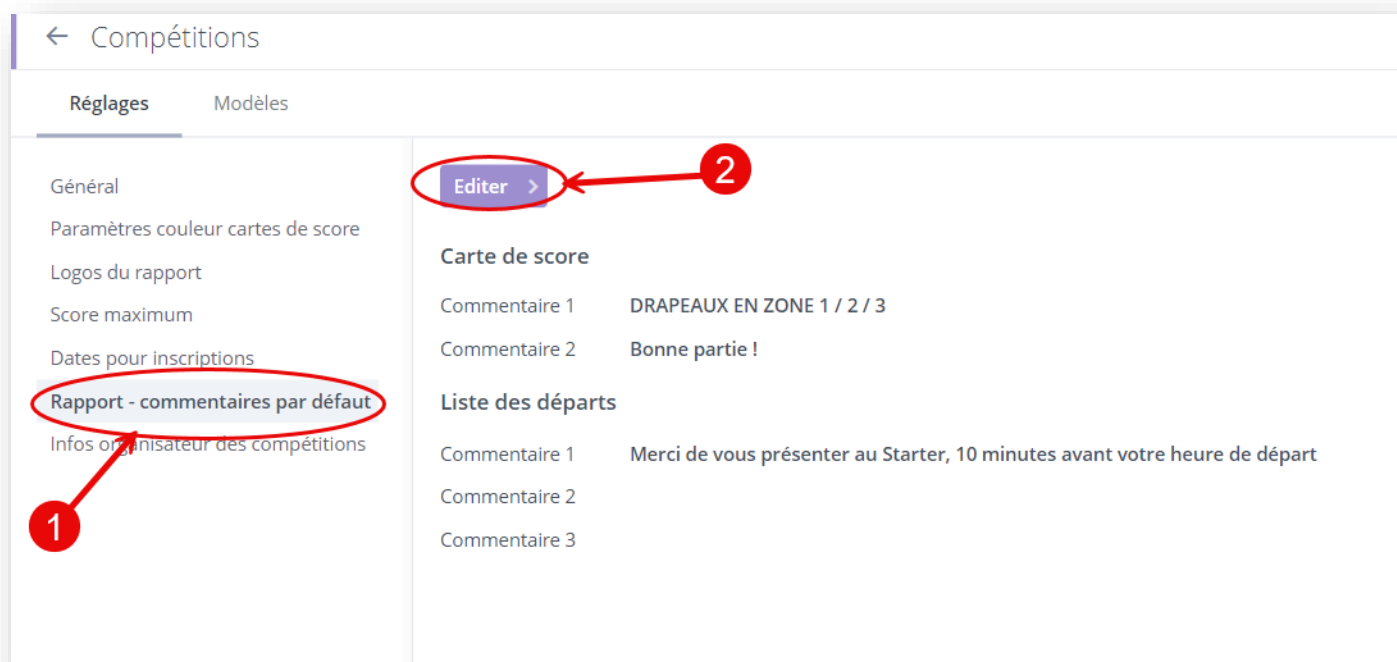 ← Compétitions
Réglages Modèles
Général
Paramètres couleur cartes de score
Logos du rapport
Score maximum
Dates pour inscriptions
Rapport - commentaires par défaut
Infos organisateur des compétitions
1
Editer >
2
Carte de score
Commentaire 1 DRAPEAUX EN ZONE 1 / 2 / 3
Commentaire 2 Bonne partie !
Liste des départs
Commentaire 1 Merci de vous présenter au Starter, 10 minutes avant votre heure de départ
Commentaire 2
Commentaire 3